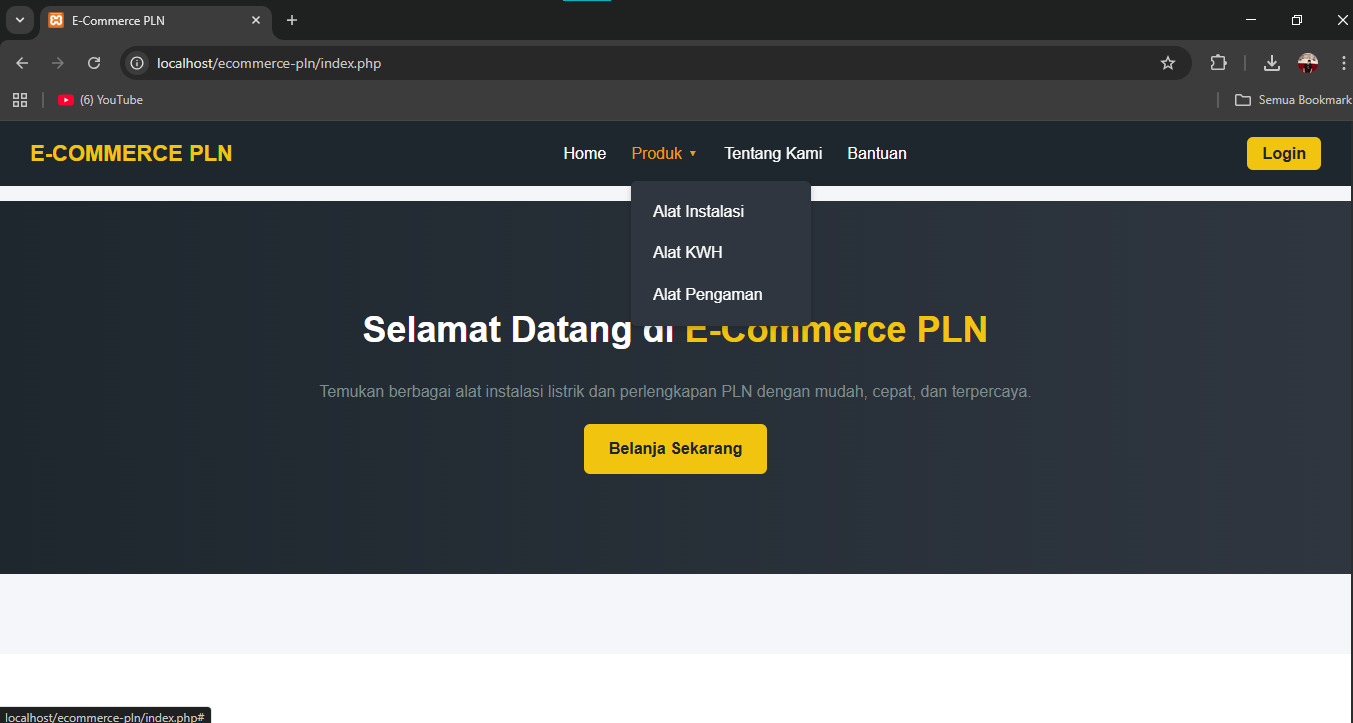 E-Commerce PLN
localhost/ecommerce-pln/index.php
(6) YouTube
Semua Bookmark
E-COMMERCE PLN
Home Produk ▼ Tentang Kami Bantuan
Login
Alat Instalasi
Alat KWH
Alat Pengaman
Selamat Datang di E-Commerce PLN
Temukan berbagai alat instalasi listrik dan perlengkapan PLN dengan mudah, cepat, dan terpercaya.
Belanja Sekarang
localhost/ecommerce-pln/index.php#